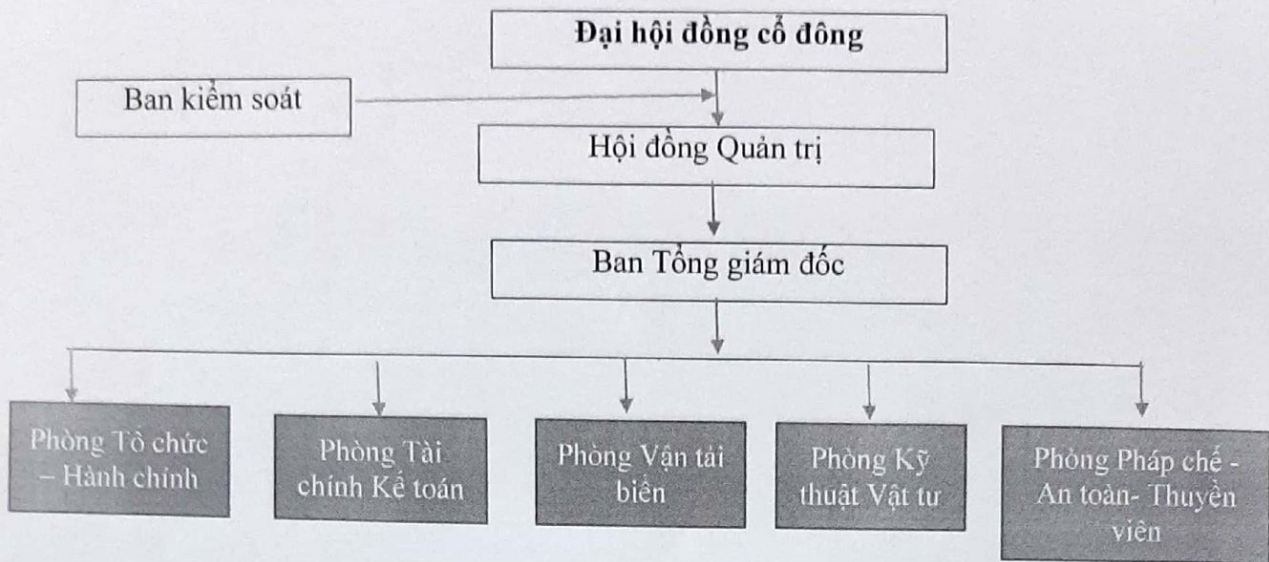 Đại hội đồng cổ đông
Ban kiểm soát
Hội đồng Quản trị
Ban Tổng giám đốc
Phòng Tổ chức
– Hành chính
Phòng Tài
chính Kế toán
Phòng Vận tải
biển
Phòng Kỹ
thuật Vật tư
Phòng Pháp chế -
An toàn- Thuyền
viên